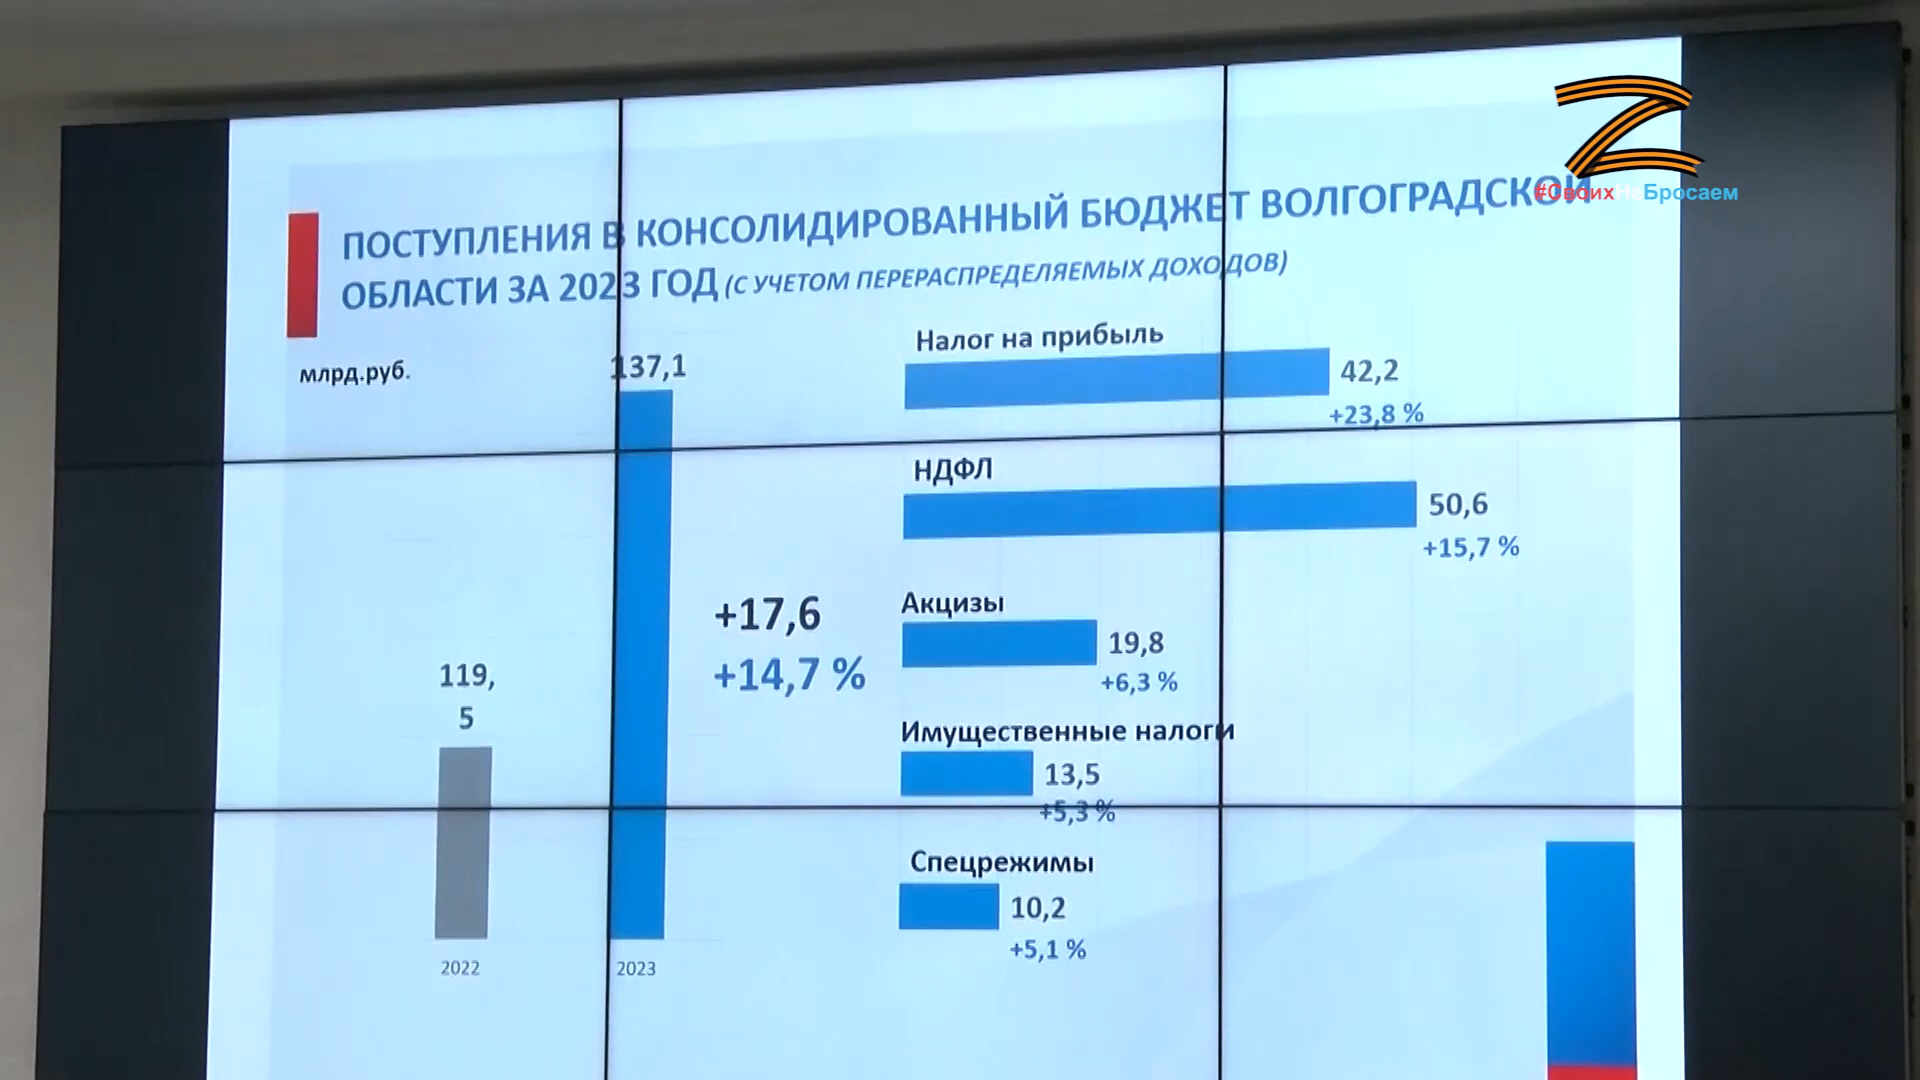 #СвоихНеБросаем
ПОСТУПЛЕНИЯ В КОНСОЛИДИРОВАННЫЙ БЮДЖЕТ ВОЛГОГРАДСКОЙ
ОБЛАСТИ ЗА 2023 ГОД (С УЧЕТОМ ПЕРЕРАСПРЕДЕЛЯЕМЫХ ДОХОДОВ)
млрд.руб.
137,1
119,
5
+17,6
+14,7 %
2022
2023
Налог на прибыль
42,2
+23,8 %
НДФЛ
50,6
+15,7 %
Акцизы
19,8
+6,3 %
Имущественные налоги
13,5
+5,3 %
Спецрежимы
10,2
+5,1 %